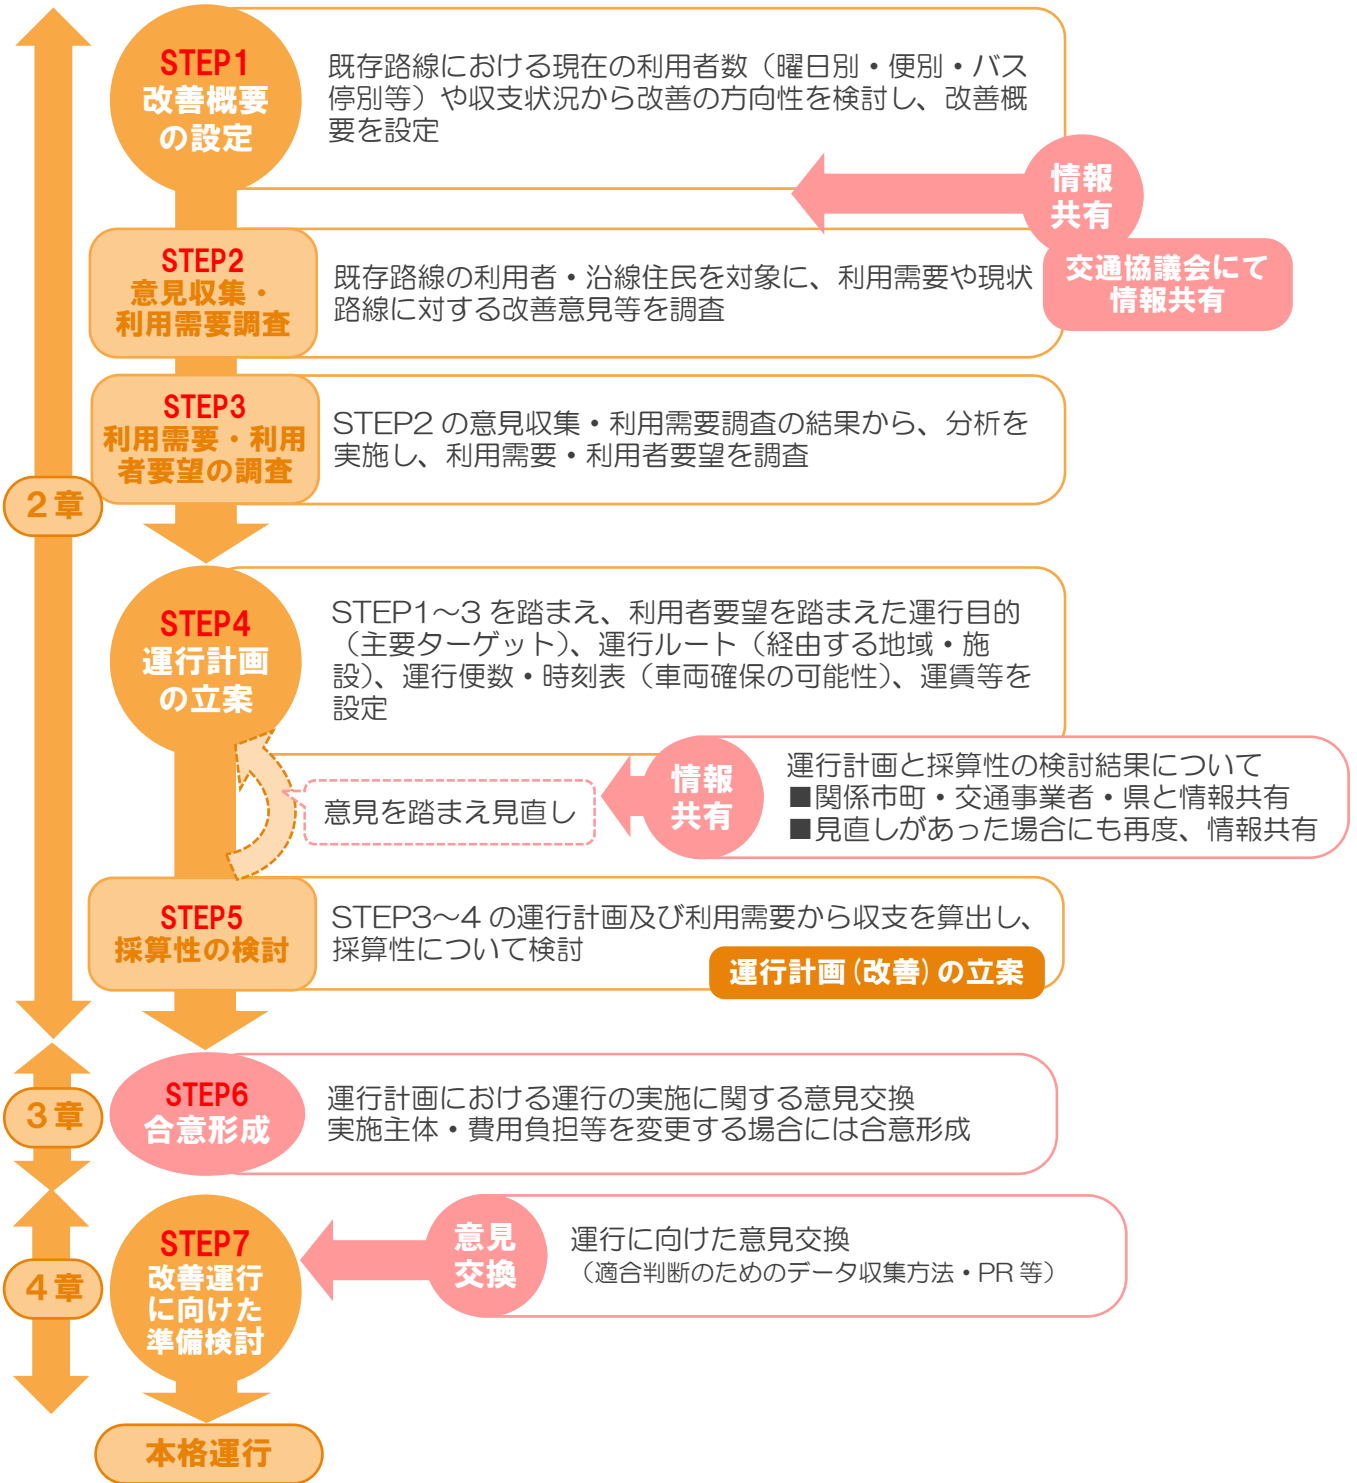 STEP1
改善概要
の設定
既存路線における現在の利用者数（曜日別・便別・バス
停別等）や収支状況から改善の方向性を検討し、改善概
要を設定
情報
共有
交通協議会にて
情報共有
STEP2
意見収集・
利用需要調査
既存路線の利用者・沿線住民を対象に、利用需要や現状
路線に対する改善意見等を調査
STEP3
利用需要・利用
者要望の調査
STEP2 の意見収集・利用需要調査の結果から、分析を
実施し、利用需要・利用者要望を調査
２章
STEP4
運行計画
の立案
STEP1～3 を踏まえ、利用者要望を踏まえた運行目的
（主要ターゲット）、運行ルート（経由する地域・施
設）、運行便数・時刻表（車両確保の可能性）、運賃等を
設定
意見を踏まえ見直し
情報
共有
運行計画と採算性の検討結果について
■関係市町・交通事業者・県と情報共有
■見直しがあった場合にも再度、情報共有
STEP5
採算性の検討
STEP3～4 の運行計画及び利用需要から収支を算出し、
採算性について検討
運行計画（改善）の立案
３章
STEP6
合意形成
運行計画における運行の実施に関する意見交換
実施主体・費用負担等を変更する場合には合意形成
４章
STEP7
改善運行
に向けた
準備検討
意見
交換
運行に向けた意見交換
（適合判断のためのデータ収集方法・PR 等）
本格運行